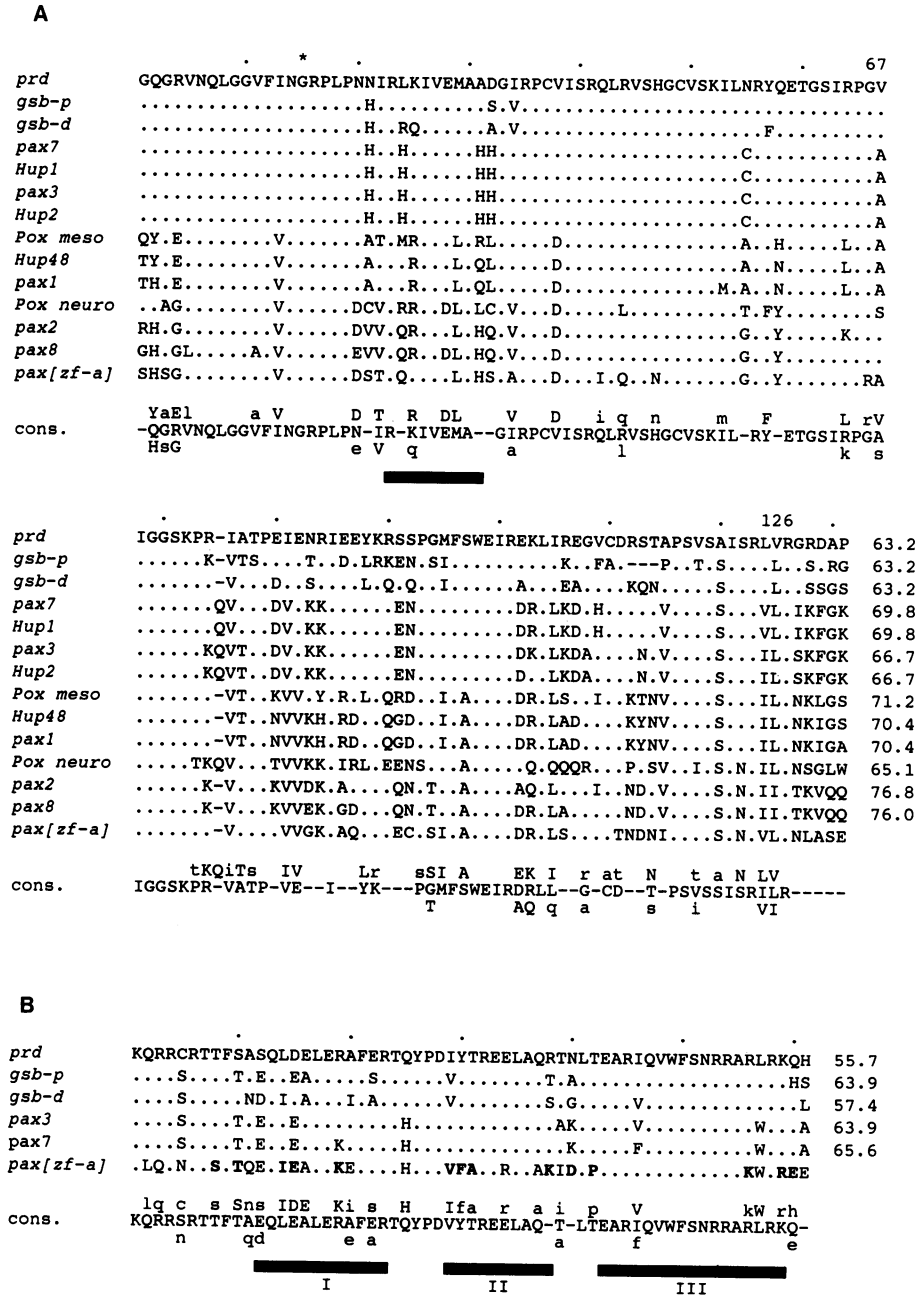 A
67
prd GQGRVNQLGGVFINGRPLPNNIRLKIVEMAADGIRPCVISRQLRVSHGCVSKILNRYQETGSIRPGV
gsb-p ....................H..........S.V.................................
gsb-d ....................H..RQ......A.V......................F..........
pax7 ....................H..H......HH......................C...........A
Hup1 ....................H..H......HH......................C...........A
pax3 ....................H..H......HH......................C...........A
Hup2 ....................H..H......HH......................C...........A
Pox meso QY.E........V.......AT.MR...L.RL.....D................A..H.....L..A
Hup48 TY.E........V.......A...R...L.QL.....D................A..N.....L..A
pax1 TH.E........V.......A...R...L.QL.....D..............M.A..N.....L..A
Pox neuro ..AG........V......DCV.RR..DL.LC.V.........L..........T.FY........S
pax2 RH.G........V......DVV.QR...L.HQ.V...D................G..Y.....K...
pax8 GH.GL.....A.V......EVV.QR..DL.HQ.V...D................G..Y.........
pax[zf-a] SHSG........V......DST.Q....L.HS.A...D...I.Q..N.......G..Y.......RA
YaEl a V D T R DL V D i q n m F L rV
cons. -QGRVNQLGGVFINGRPLPN-IR-KIVEMA--GIRPCVISRQLRVSHGCVSKIL-RY-ETGSIRPGA
HsG e V q a l k s
126
prd IGGSKPR-IATPEIENRIEEYKRSSPGMFSWEIREKLIREGVCDRSTAPSVSAISRLVRGRDAP 63.2
gsb-p ......K-VTS....T..D.LRKEN.SI..........K..FA.---P..T.S....L..S.RG 63.2
gsb-d .......-V...D..S....L.Q.Q..I......A...EA....KQN.....S....L..SSGS 63.2
pax7 .......QV...DV.KK......EN.........DR.LKD.H.....V....S...VL.IKFGK 69.8
Hup1 .......QV...DV.KK......EN.........DR.LKD.H.....V....S...VL.IKFGK 69.8
pax3 ......KQVTT..DV.KK......EN.........DK.LKDA....N.V....S...IL.SKFGK 66.7
Hup2 ......KQVTT..DV.KK......EN.........D..LKDA....N.V....S...IL.SKFGK 66.7
Pox meso .......-VT..KVV.Y.R.L.QRD..I.A....DR.LS..I..KTNV....S...IL.NKLGS 71.2
Hup48 .......-VT..NVVKH.RD..QGD..I.A....DR.LAD....KYNV....S...IL.NKIGS 70.4
pax1 .......-VT..NVVKH.RD..QGD..I.A....DR.LAD....KYNV....S...IL.NKIGA 70.4
Pox neuro .....TKQV...TVVKK.IRL.EENS...A.....Q.QQQR...P.SV..I.S.N.IL.NSGLW 65.1
pax2 ......K-V...KVVDK.A...QN.T..A....AQ.L...I..ND.V....S.N.II.TKVQQ 76.8
pax8 ......K-V...KVVEK.GD..QN.T..A....DR.LA.....ND.V....S.N.II.TKVQQ 76.0
pax[zf-a] .......-V....VVGK.AQ...EC.SI.A....DR.LS.....TNDNI....S.N.VL.NLASE
tKQiTs IV Lr sSI A EK I r at N t a N LV
cons. IGGSKPR-VATP-VE--I--YK---PGMFSWEIRDRLL--G-CD--T-PSVSSISRILR-----
T AQ q a s i VI
B
prd KQRRCRTTFSASQLDELERAFERTQYPDIYTREELAQRTNLTEARIQVWFSNRRARLRKQH 55.7
gsb-p ....S....T.E..EA.....S......V........T.A...................HS 63.9
gsb-d ....S.....ND.I.A...I.A......V........S.G.....V..............L 57.4
pax3 ....S....T.E..E.........H.............AK.....V..........W...A 63.9
pax7 ....S....T.E..E...K.....H..............K.....F..........W...A 65.6
pax[zf-a] .LQ.N..S.TQE.IEA..KE....H...VFA..R..AKID.P.............KW.REE
lq c s Sns IDE Ki s H Ifa r a i p V kW rh
cons. KQRRSRTTFTAEQLEALERAFERTQYPDVYTREELAQ-T-LTEARIQVWFSNRRARLRKQ-
n qd e a a f e
I II III